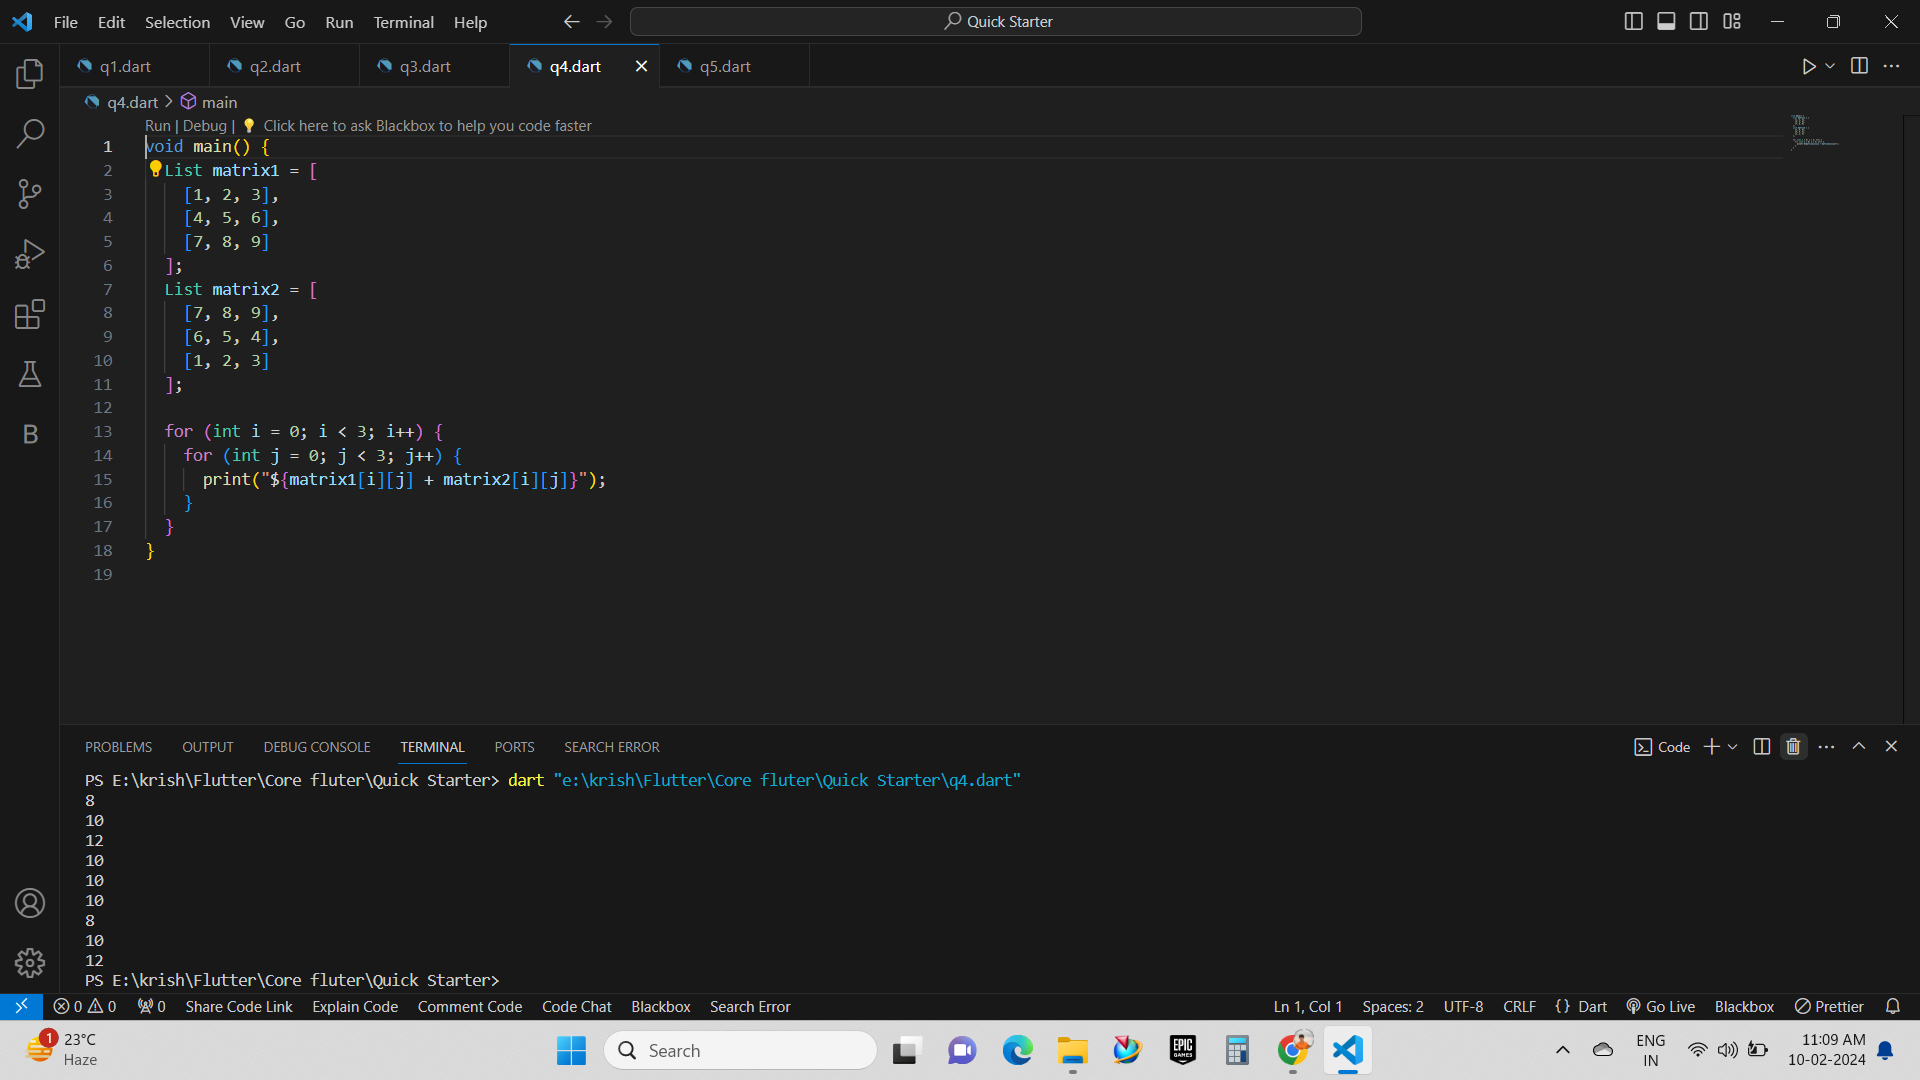 File Edit Selection View Go Run Terminal Help
Quick Starter
q1.dart q2.dart q3.dart q4.dart q5.dart
q4.dart > main
Run | Debug | Click here to ask Blackbox to help you code faster
1 void main() {
2 List matrix1 = [
3 [1, 2, 3],
4 [4, 5, 6],
5 [7, 8, 9]
6 ];
7 List matrix2 = [
8 [7, 8, 9],
9 [6, 5, 4],
10 [1, 2, 3]
11 ];
12
13 for (int i = 0; i < 3; i++) {
14 for (int j = 0; j < 3; j++) {
15 print("${matrix1[i][j] + matrix2[i][j]}");
16 }
17 }
18 }
19
PROBLEMS OUTPUT DEBUG CONSOLE TERMINAL PORTS SEARCH ERROR Code
PS E:\krish\Flutter\Core fluter\Quick Starter> dart "e:\krish\Flutter\Core fluter\Quick Starter\q4.dart"
8
10
12
10
10
10
8
10
12
PS E:\krish\Flutter\Core fluter\Quick Starter>
0 0 0 Share Code Link Explain Code Comment Code Code Chat Blackbox Search Error Ln 1, Col 1 Spaces: 2 UTF-8 CRLF {} Dart Go Live Blackbox Prettier
1
23°C
Haze
Search
EPIC
GAMES
ENG
IN
11:09 AM
10-02-2024